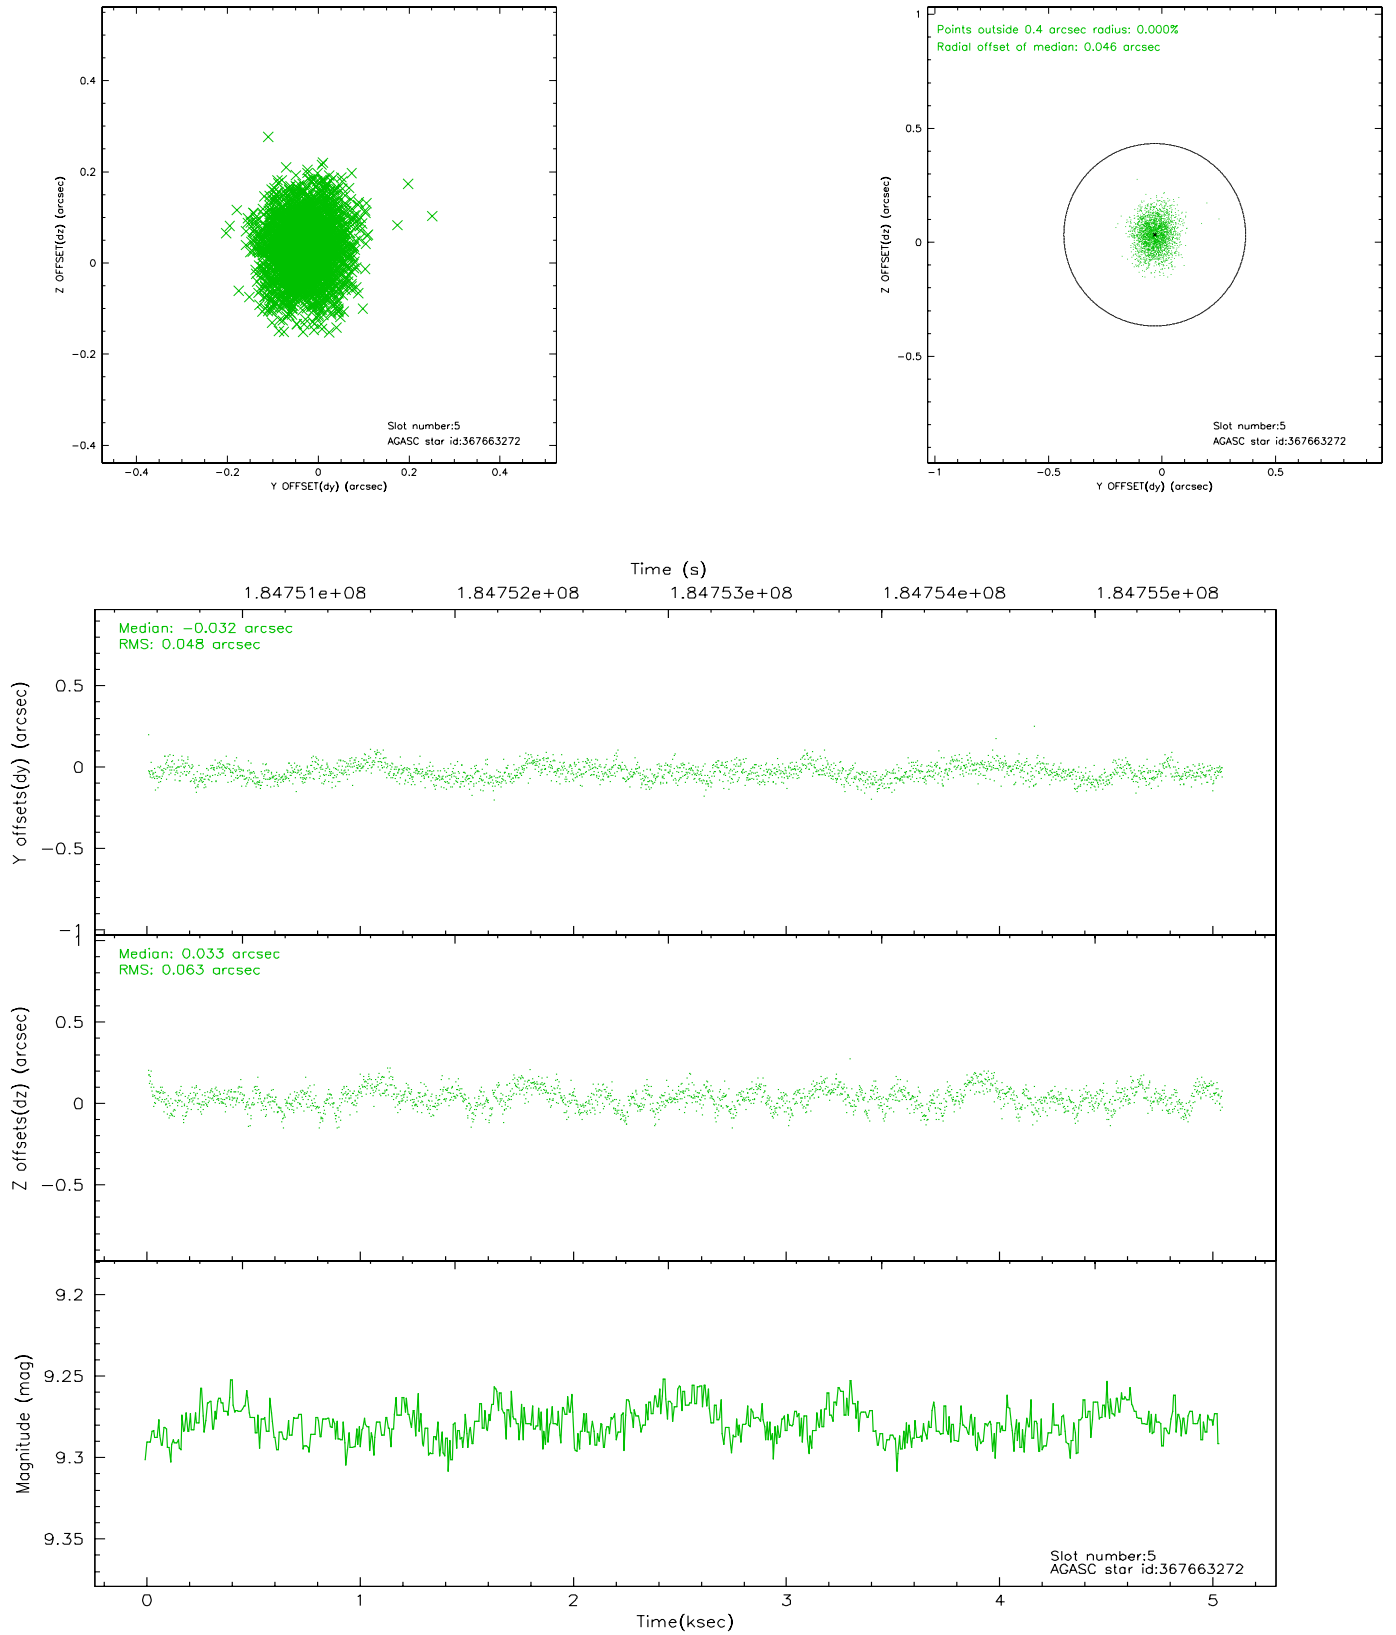 0.4
0.2
0
−0.2
−0.4
Z OFFSET(dz) (arcsec)
Slot number:5
AGASC star id:367663272
−0.4 −0.2 0 0.2 0.4
Y OFFSET(dy) (arcsec)
Points outside 0.4 arcsec radius: 0.000%
Radial offset of median: 0.046 arcsec
1
0.5
0
−0.5
Z OFFSET(dz) (arcsec)
Slot number:5
AGASC star id:367663272
−1 −0.5 0 0.5
Y OFFSET(dy) (arcsec)
Time (s)
1.84751e+08 1.84752e+08 1.84753e+08 1.84754e+08 1.84755e+08
Median: −0.032 arcsec
RMS: 0.048 arcsec
0.5
0
−0.5
−1
Y offsets(dy) (arcsec)
Median: 0.033 arcsec
RMS: 0.063 arcsec
1
0.5
0
−0.5
Z offsets(dz) (arcsec)
9.2
9.25
9.3
9.35
Magnitude (mag)
Slot number:5
AGASC star id:367663272
0 1 2 3 4 5
Time(ksec)